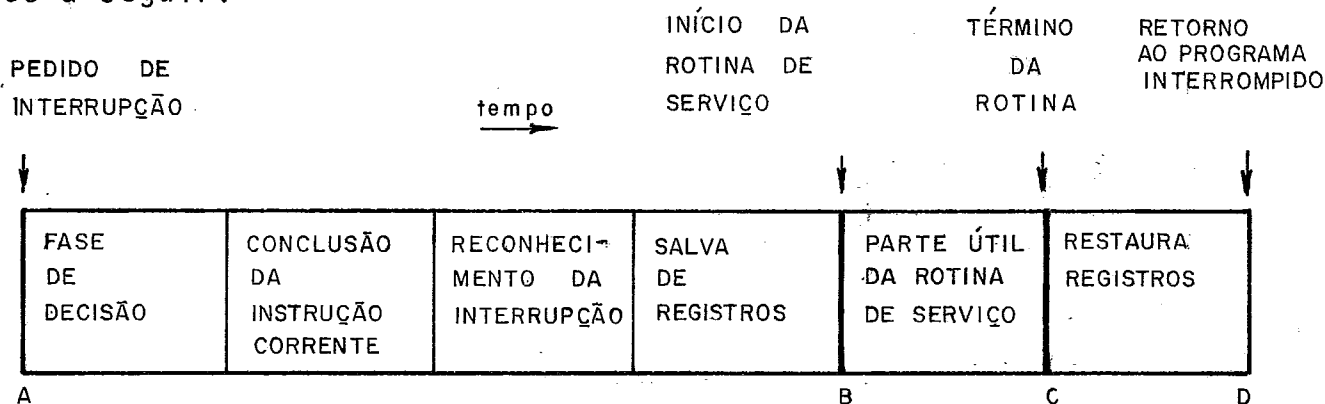 PEDIDO DE
INTERRUPÇÃO
tempo
INÍCIO DA
ROTINA DE
SERVIÇO
TÉRMINO
DA
ROTINA
RETORNO
AO PROGRAMA
INTERROMPIDO
FASE
DE
DECISÃO
CONCLUSÃO
DA
INSTRUÇÃO
CORRENTE
RECONHECI-
MENTO DA
INTERRUPÇÃO
SALVA
DE
REGISTROS
PARTE ÚTIL
DA ROTINA
DE SERVIÇO
RESTAURA
REGISTROS
A
B
C
D